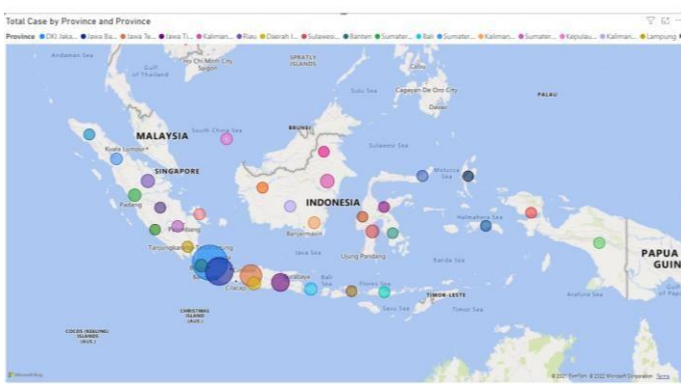 Total Case by Province and Province
Province DKI Jaka... Jawa Ba... Jawa Te... Jawa Ti... Kaliman... Riau Daerah I... Sulawes... Banten Sumater... Bali Sumater... Kaliman... Sumater... Kepulau... Kaliman... Lampung
Andaman Sea
Gulf
of Thailand
Ho Chi Minh City
Saigon
SPRATLY
ISLANDS
Cebu
Sulu Sea
Cagayan De Oro City
Davao
PALAU
MALAYSIA
South China Sea
BRUNEI
Kuala Lumpur
Sulawesi Sea
SINGAPORE
Molucca
Sea
Padang
INDONESIA
Palembang
Halmahera Sea
Banjarmasin
Java Sea
Ujung Pandang
Banda Sea
PAPUA
GUIN
Cilacap
Surabaya
Bali
Sea
Flores Sea
TIMOR-LESTE
Arafura Sea
Savu Sea
Timor Sea
CHRISTMAS
ISLAND
(AUS.)
COCOS (KEELING)
ISLANDS
(AUS.)
Microsoft Bing
© 2022 Microsoft Corporation Terms